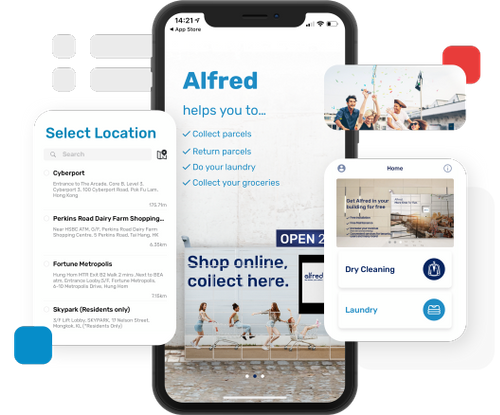 14:21
App Store
Alfred
helps you to...
Collect parcels
Return parcels
Do your laundry
Collect your groceries
OPEN 2
Shop online,
collect here.
alfred
Select Location
Search
Cyberport
Entrance to The Arcade, Core B, Level 3,
Cyberport 3, 100 Cyberport Road, Pok Fu Lam,
Hong Kong
Perkins Road Dairy Farm Shopping...
Near HSBC ATM, G/F, Perkins Road Dairy Farm
Shopping Centre, 5 Perkins Road, Tai Hang, HK
6.35km
Fortune Metropolis
Hung Hom MTR Exit B2 Walk 2 mins, Next to BEA
atm, Entrance Lobby, G/F, Fortune Metropolis,
6-10 Metropolis Drive, Hung Hom
7.10km
Skypark (Residents only)
3/F Lift Lobby, SKYPARK, 17 Nelson Street,
Mongkok, KL (*Residents Only)
Home
Get Alfred in your
building for free
Dry Cleaning
Laundry